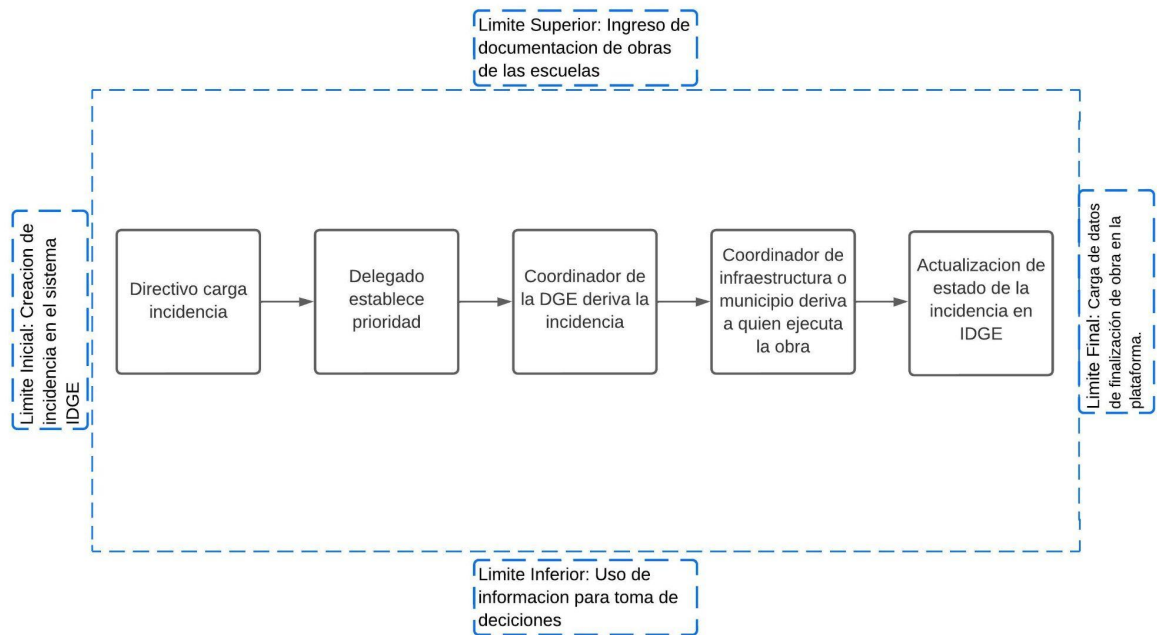 Limite Superior: Ingreso de
documentacion de obras
de las escuelas
Limite Inicial: Creacion de
incidencia en el sistema
IDGE
Directivo carga
incidencia
Delegado
establece
prioridad
Coordinador de
la DGE deriva la
incidencia
Coordinador de
infraestructura o
municipio deriva
a quien ejecuta
la obra
Actualizacion de
estado de la
incidencia en
IDGE
Limite Final: Carga de datos
de finalización de obra en la
plataforma.
Limite Inferior: Uso de
informacion para toma de
deciciones